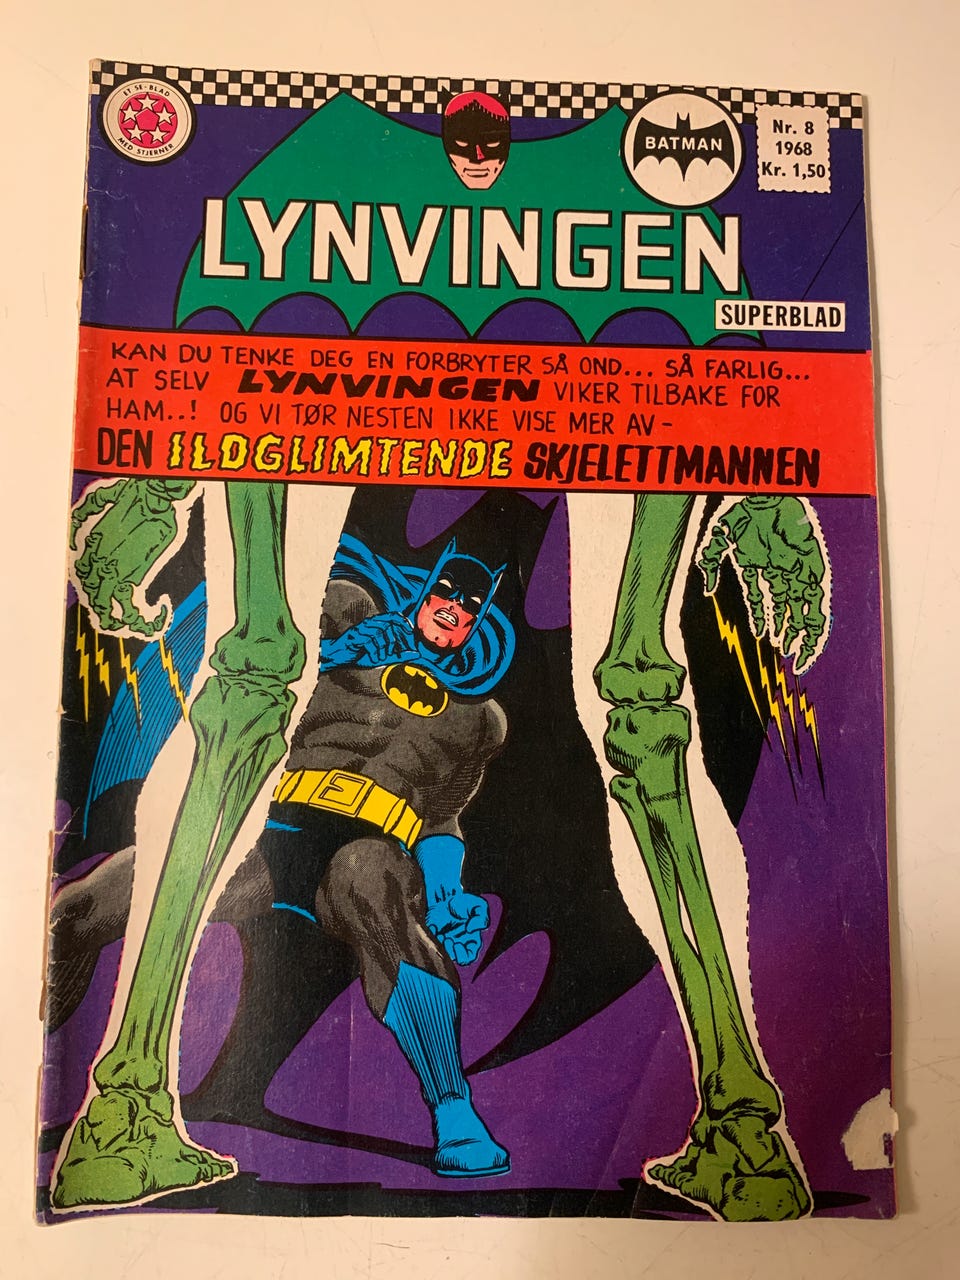 ET SE-BLAD
MED STJERNER
BATMAN
Nr. 8
1968
Kr. 1,50
LYNVINGEN
SUPERBLAD
KAN DU TENKE DEG EN FORBRYTER SÅ OND... SÅ FARLIG...
AT SELV LYNVINGEN VIKER TILBAKE FOR
HAM..! OG VI TØR NESTEN IKKE VISE MER AV-
DEN ILDGLIMTENDE SKJELETTMANNEN